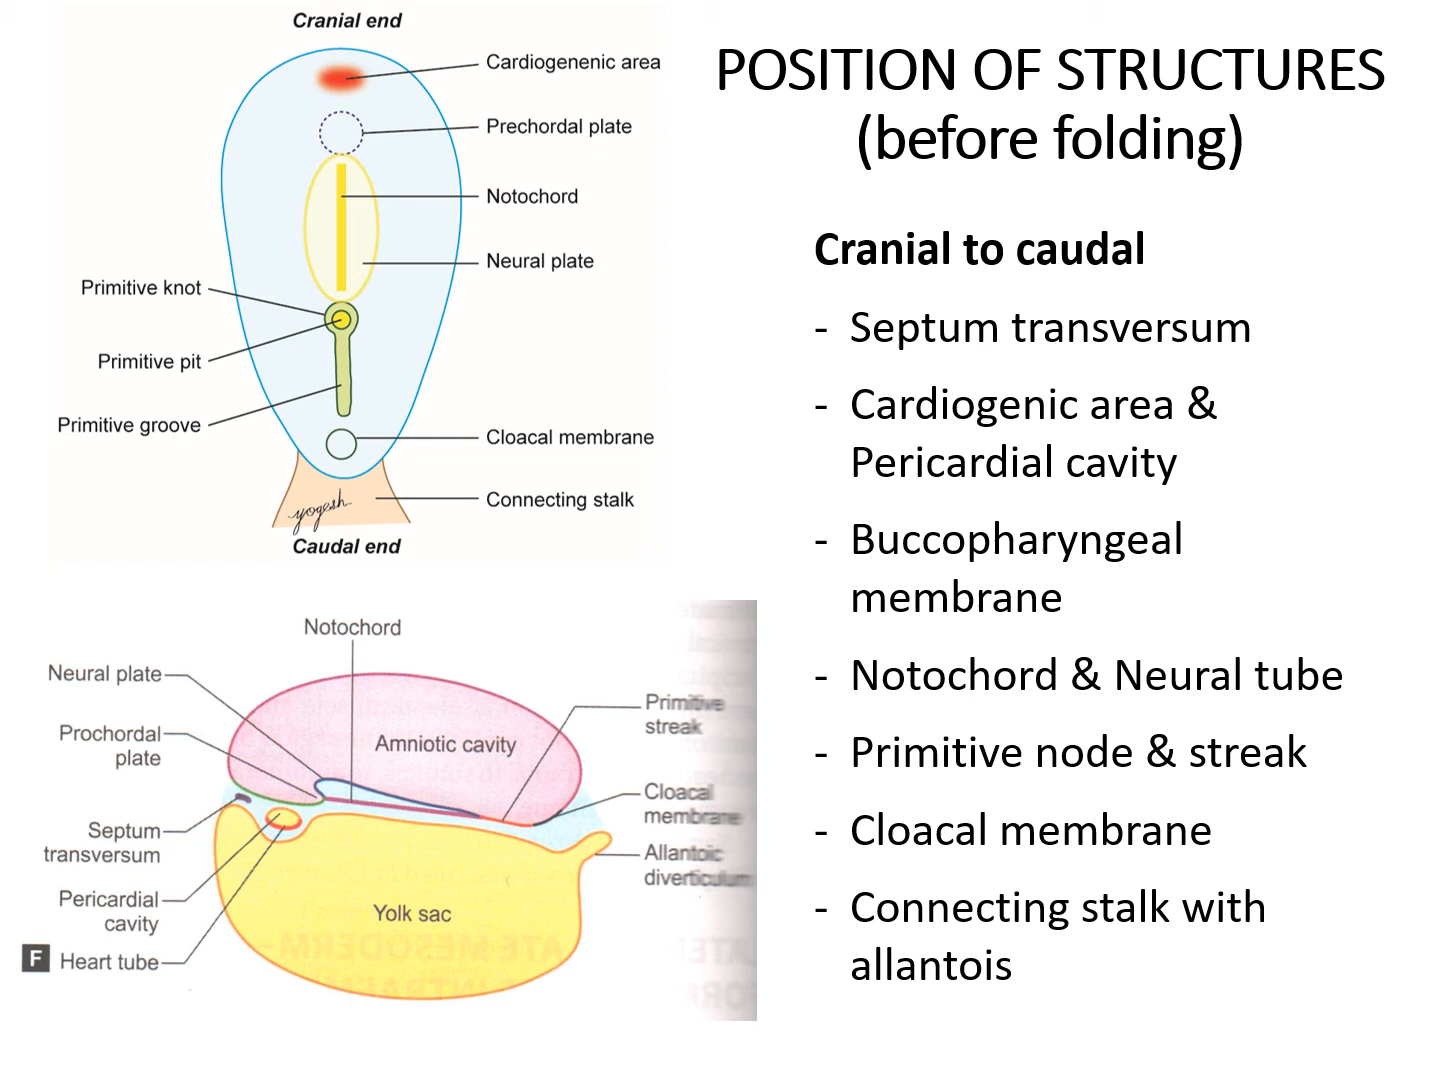 Cranial end
Cardiogenenic area
Prechordal plate
Notochord
Neural plate
Primitive knot
Primitive pit
Primitive groove
Cloacal membrane
Connecting stalk
yogesh
Caudal end
POSITION OF STRUCTURES
(before folding)
Cranial to caudal
- Septum transversum
- Cardiogenic area &
Pericardial cavity
- Buccopharyngeal
membrane
- Notochord & Neural tube
- Primitive node & streak
- Cloacal membrane
- Connecting stalk with
allantois
Notochord
Neural plate
Prochordal
plate
Amniotic cavity
Primitive
streak
Septum
transversum
Cloacal
membrane
Allantoic
diverticulum
Pericardial
cavity
Yolk sac
F Heart tube